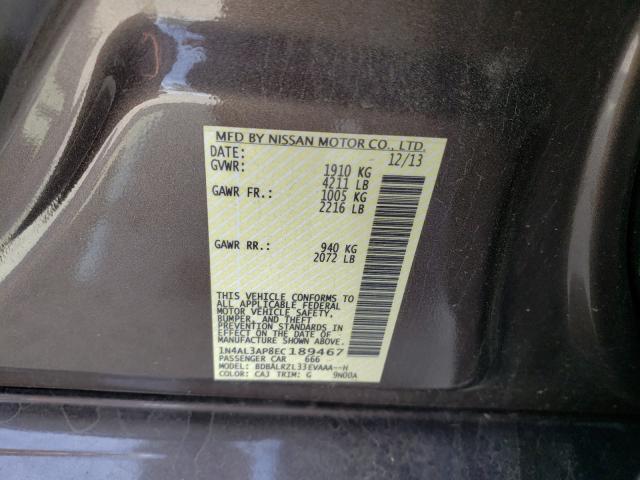 MFD BY NISSAN MOTOR CO., LTD.
DATE: 12/13
GVWR: 1910 KG
4211 LB
GAWR FR.: 1005 KG
2216 LB
GAWR RR.: 940 KG
2072 LB
THIS VEHICLE CONFORMS TO
ALL APPLICABLE FEDERAL
MOTOR VEHICLE SAFETY,
BUMPER, AND THEFT
PREVENTION STANDARDS
IN EFFECT ON THE DATE
OF MANUFACTURE SHOWN
ABOVE.
1N4AL3AP8EC189467
PASSENGER CAR 666
MODEL: BDBALRZL33EVAAA--H
COLOR: CAJ TRIM: G 9N00A